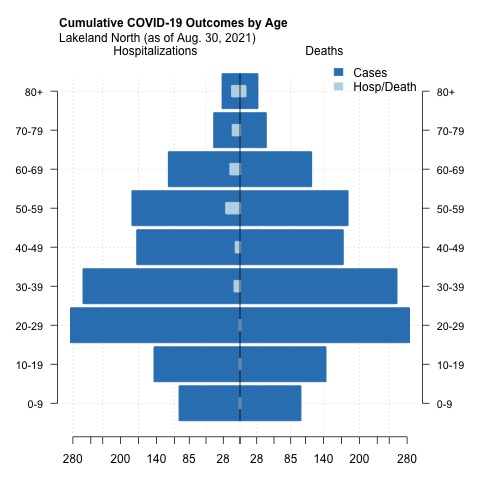 Cumulative COVID-19 Outcomes by Age
Lakeland North (as of Aug. 30, 2021)
Hospitalizations Deaths
Cases
Hosp/Death
80+ 80+
70-79 70-79
60-69 60-69
50-59 50-59
40-49 40-49
30-39 30-39
20-29 20-29
10-19 10-19
0-9 0-9
280 200 140 85 28 28 85 140 200 280